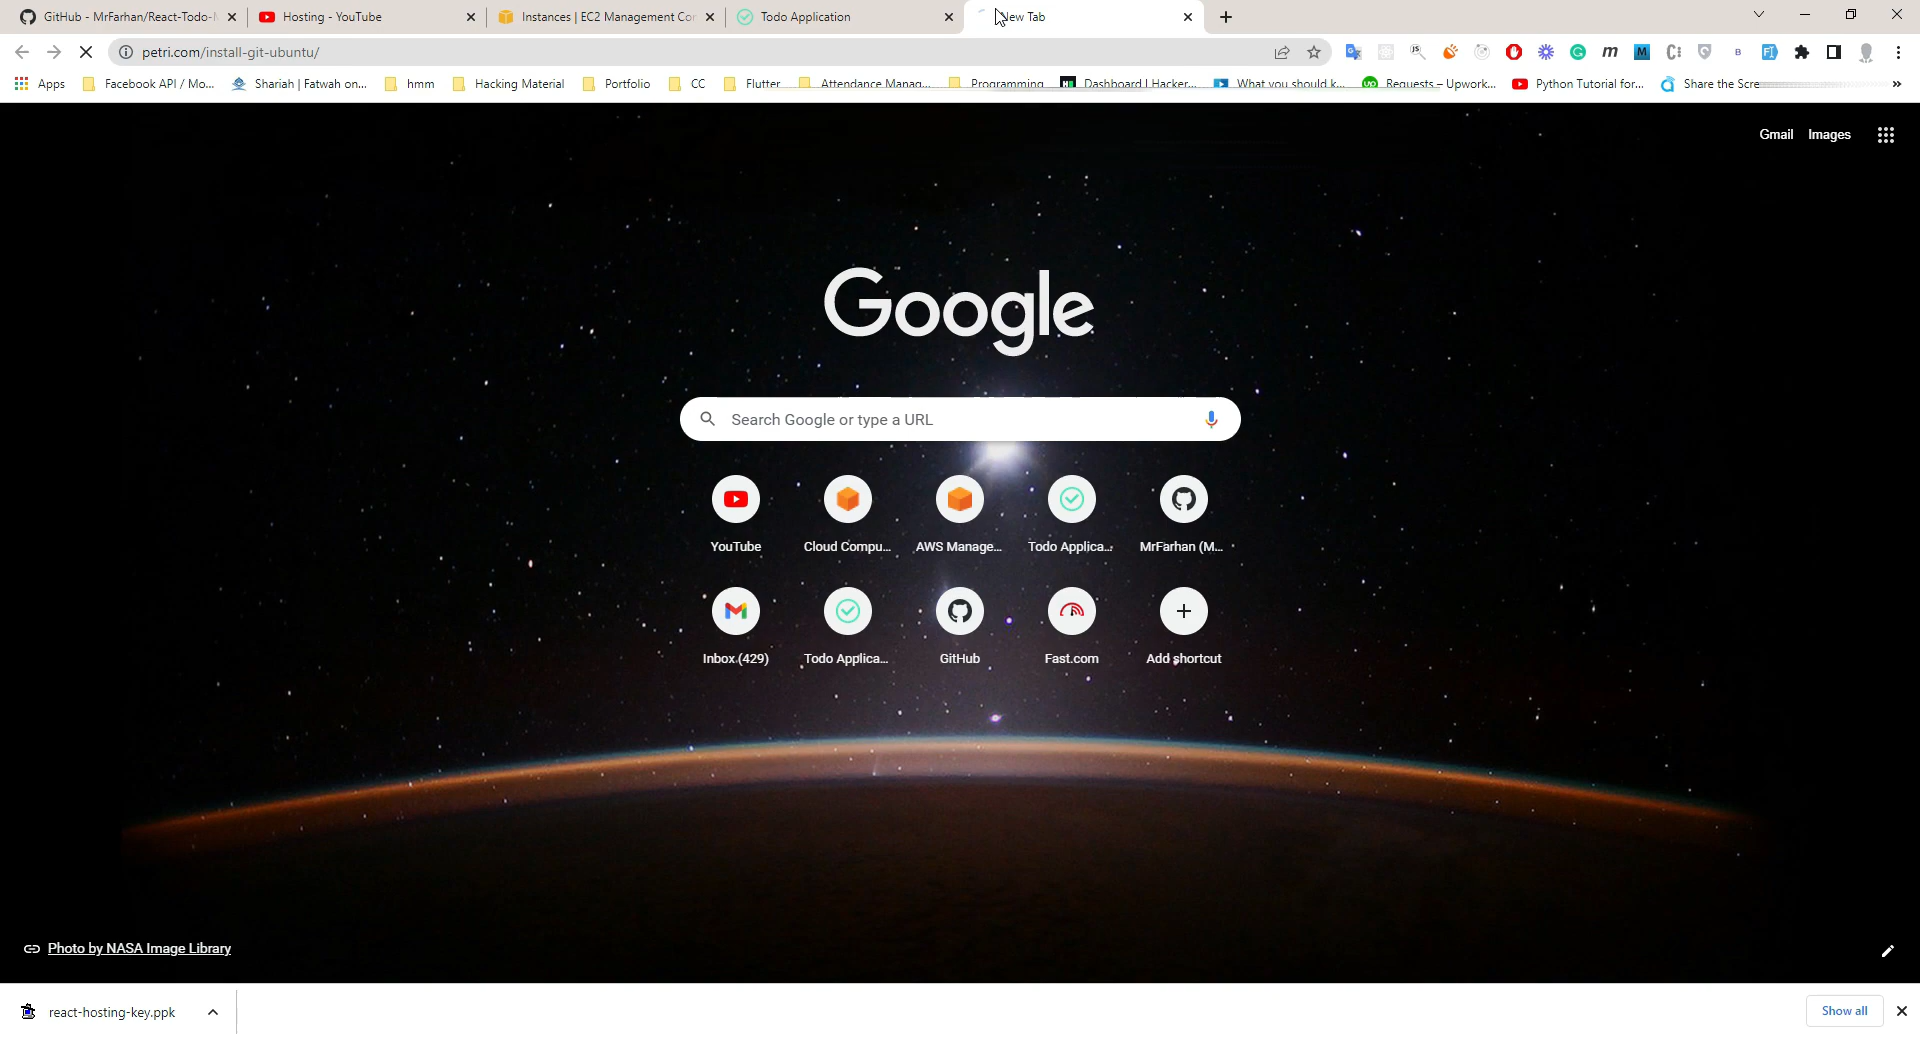 GitHub - MrFarhan/React-Todo-
Hosting - YouTube
Instances | EC2 Management Con
Todo Application
New Tab
petri.com/install-git-ubuntu/
Apps
Facebook API / Mo...
Shariah | Fatwah on...
hmm
Hacking Material
Portfolio
CC
Flutter
Attendance Manag...
Programming
Dashboard | Hacker...
What you should k...
Requests – Upwork...
Python Tutorial for...
Share the Scre
Gmail
Images
Google
Search Google or type a URL
YouTube
Cloud Compu...
AWS Manage...
Todo Applica...
MrFarhan (M...
Inbox (429)
Todo Applica...
GitHub
Fast.com
Add shortcut
Photo by NASA Image Library
react-hosting-key.ppk
Show all